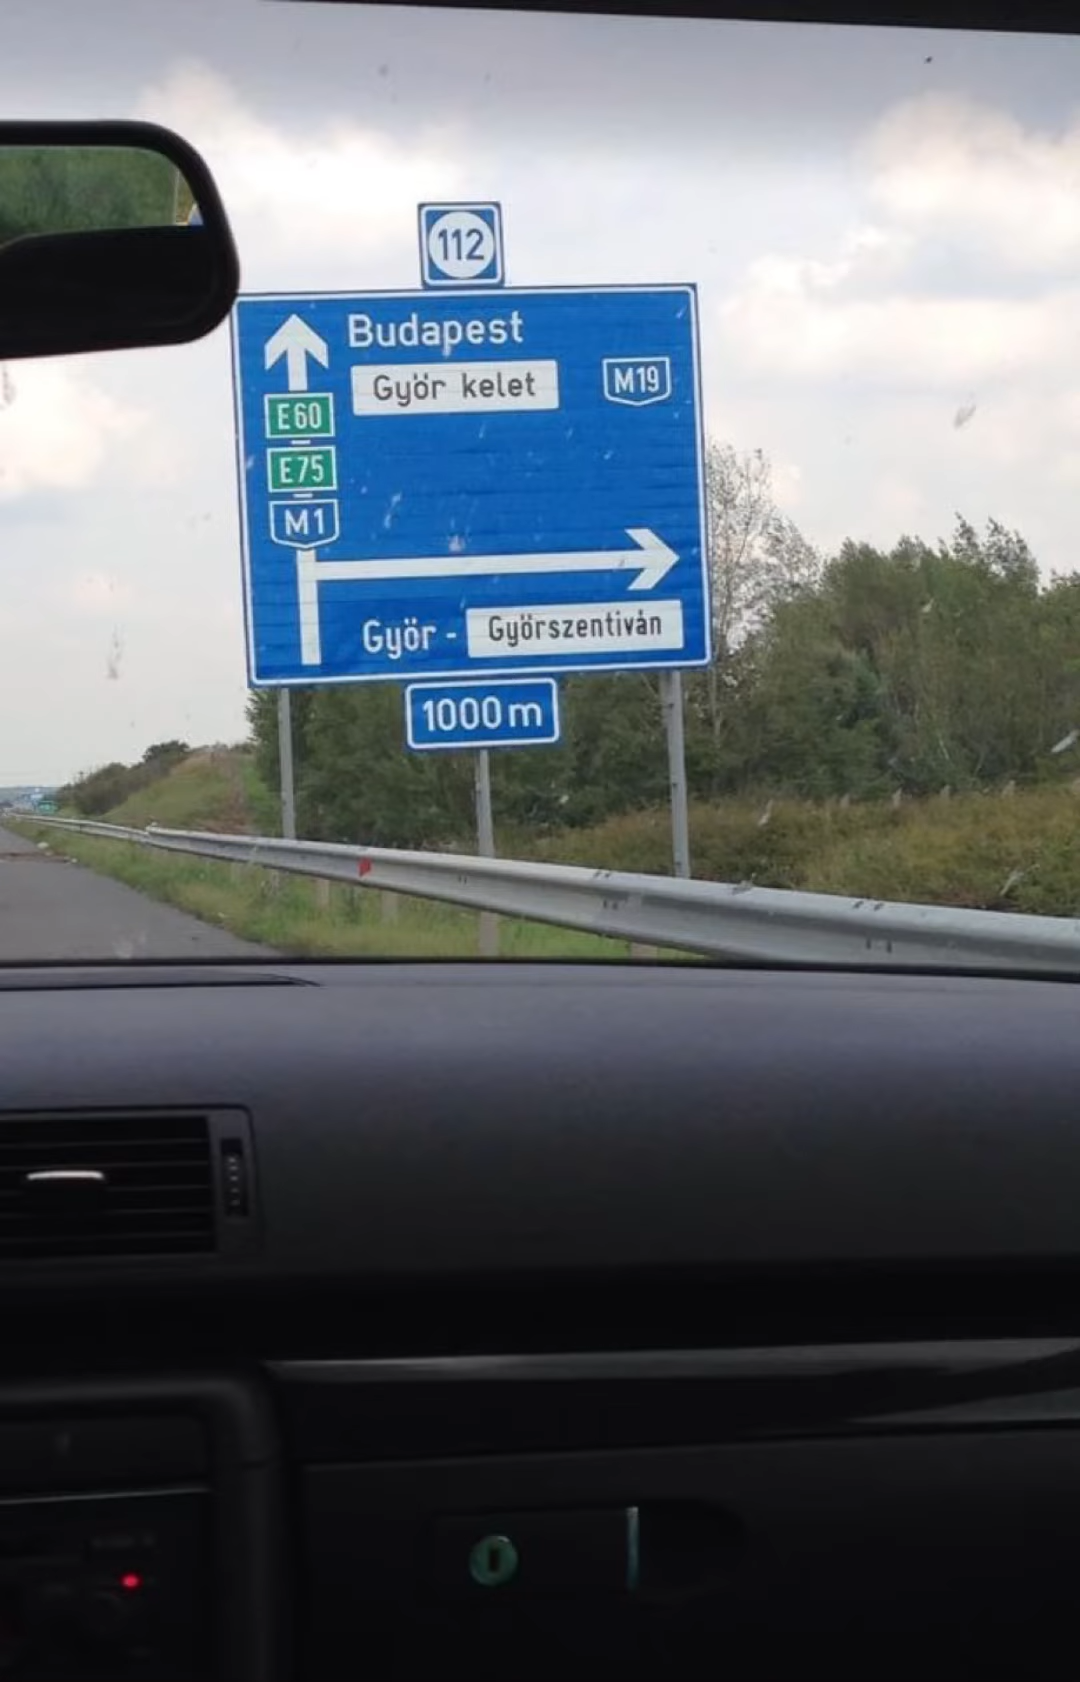 112
Budapest
Győr kelet
M19
E60
E75
M1
Győr - Győrszentiván
1000 m